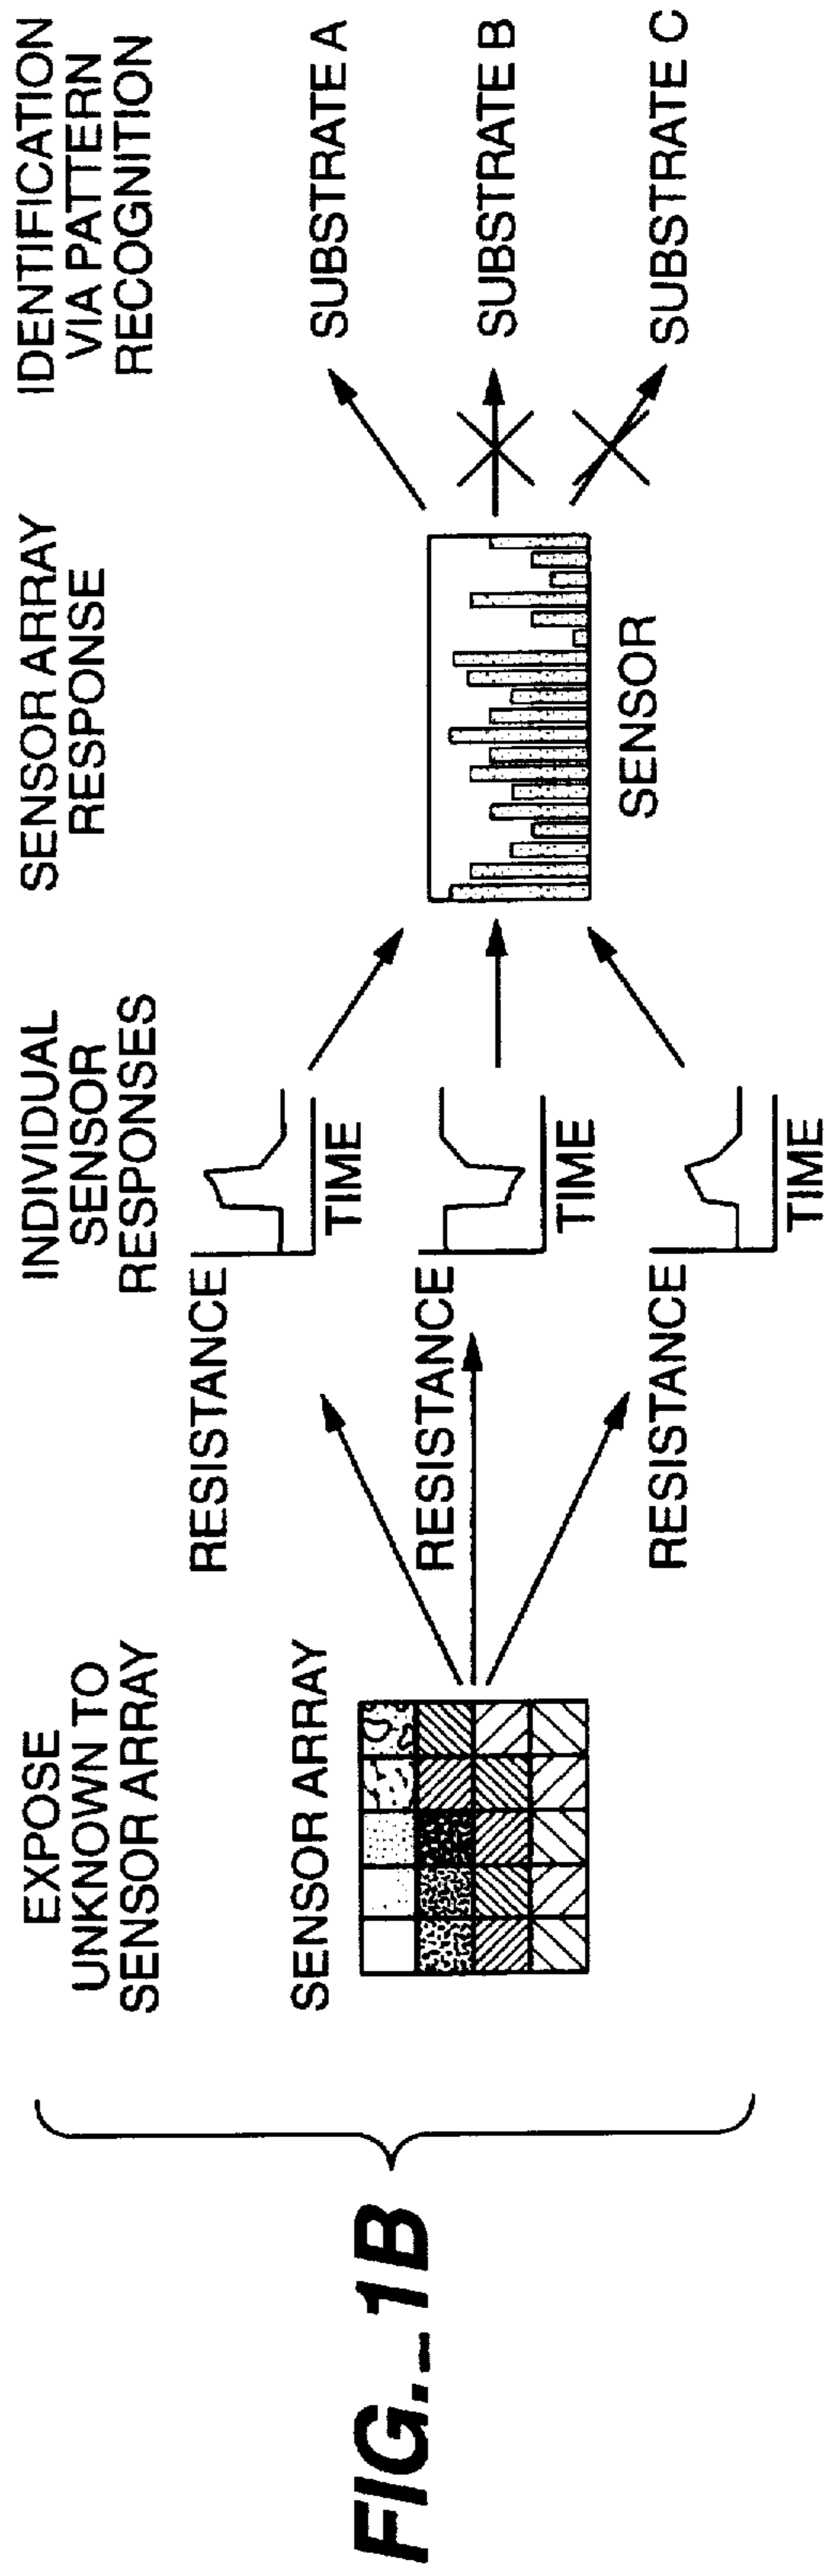 EXPOSE
UNKNOWN TO
SENSOR ARRAY
INDIVIDUAL
SENSOR
RESPONSES
SENSOR ARRAY
RESPONSE
IDENTIFICATION
VIA PATTERN
RECOGNITION
SENSOR ARRAY
RESISTANCE
TIME
RESISTANCE
TIME
RESISTANCE
TIME
SENSOR
SUBSTRATE A
SUBSTRATE B
SUBSTRATE C
FIG._1B